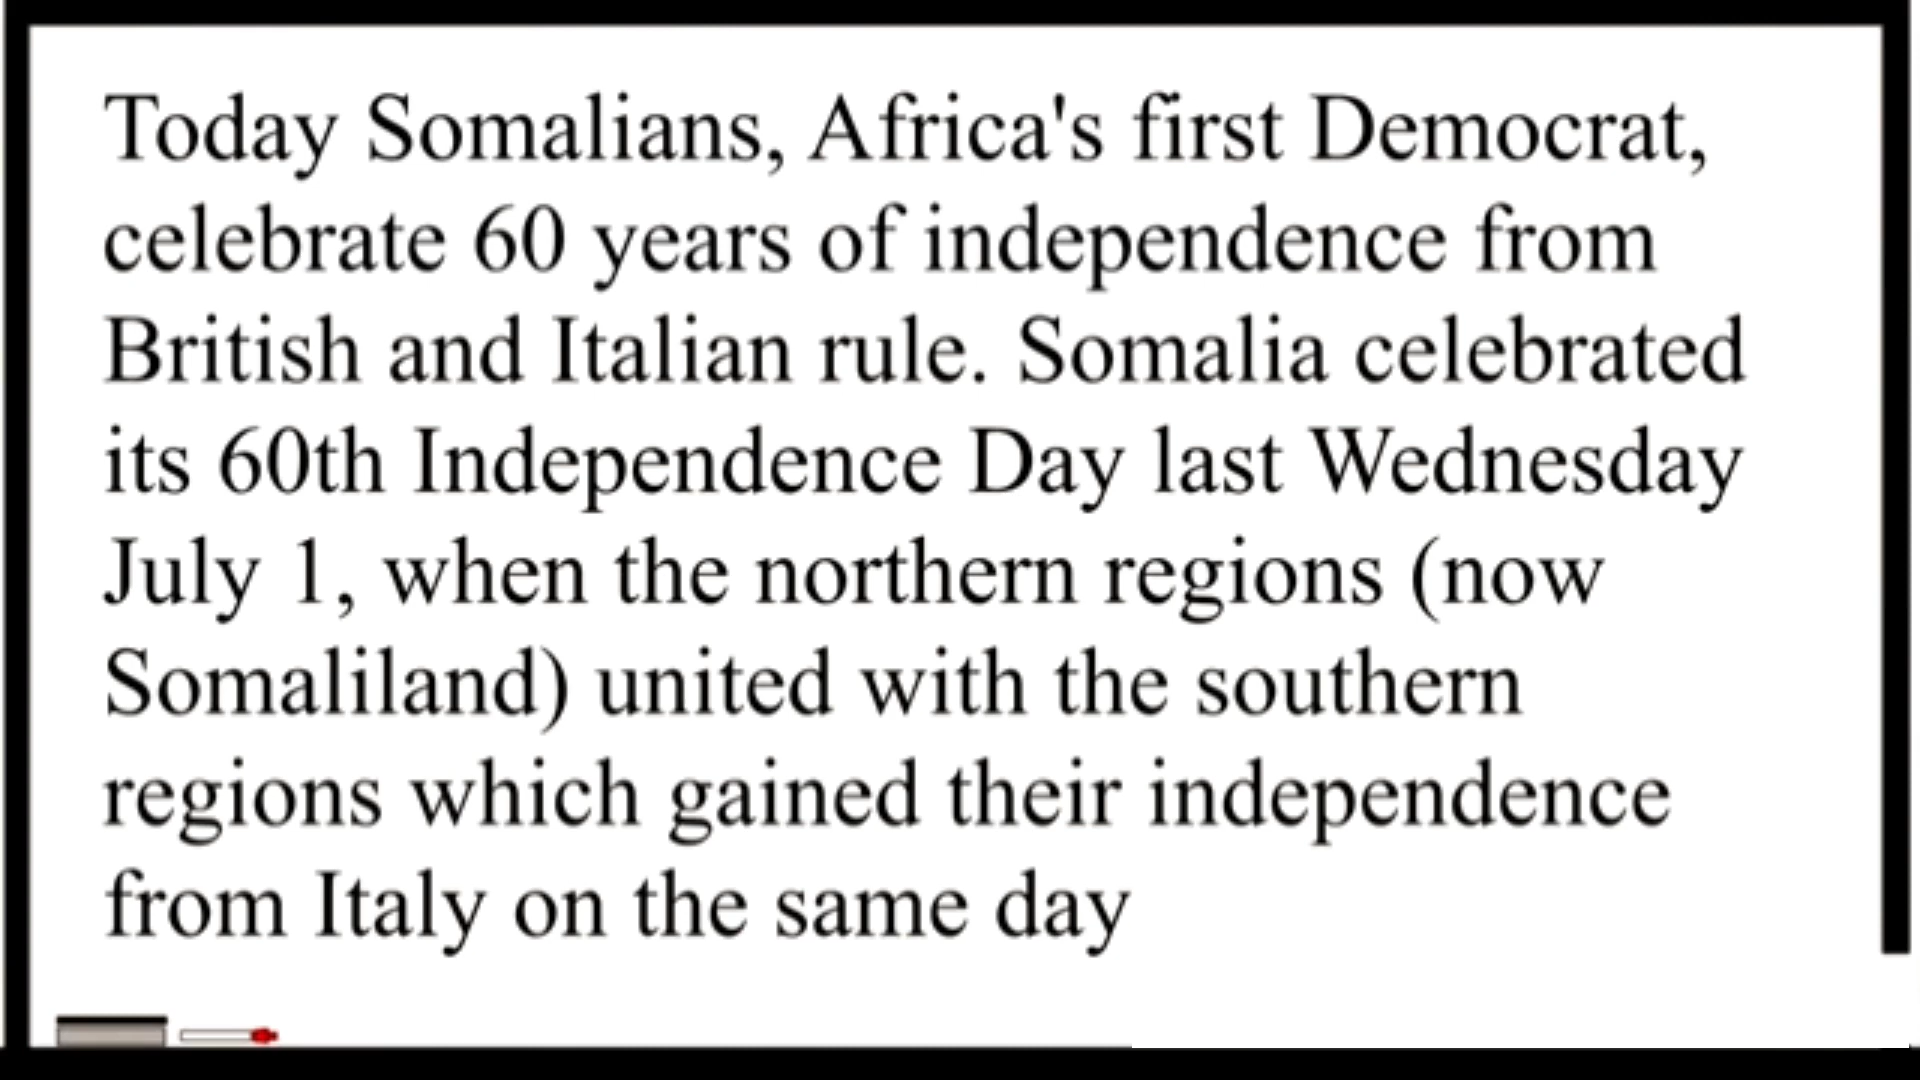 Today Somalians, Africa's first Democrat,
celebrate 60 years of independence from
British and Italian rule. Somalia celebrated
its 60th Independence Day last Wednesday
July 1, when the northern regions (now
Somaliland) united with the southern
regions which gained their independence
from Italy on the same day